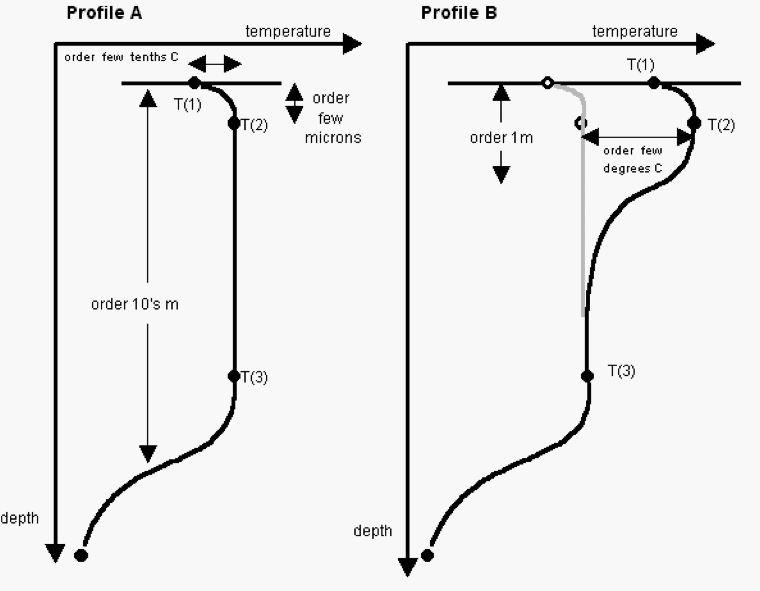 Profile A
temperature
order few tenths C
T(1)
order
few
microns
T(2)
order 10's m
T(3)
depth
Profile B
temperature
T(1)
T(2)
order 1m
order few
degrees C
T(3)
depth